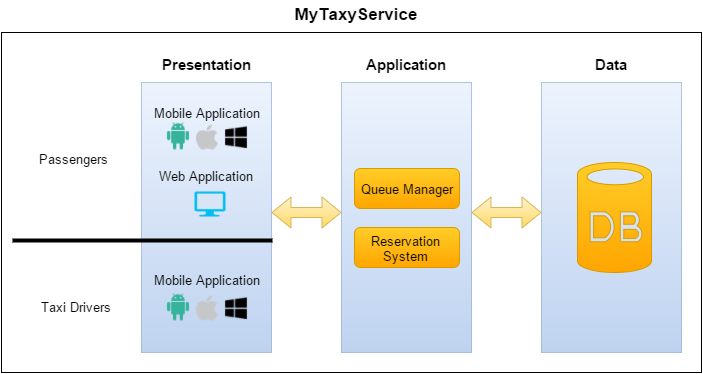 MyTaxyService
Presentation
Application
Data
Mobile Application
Passengers
Web Application
Queue Manager
Reservation
System
DB
Mobile Application
Taxi Drivers